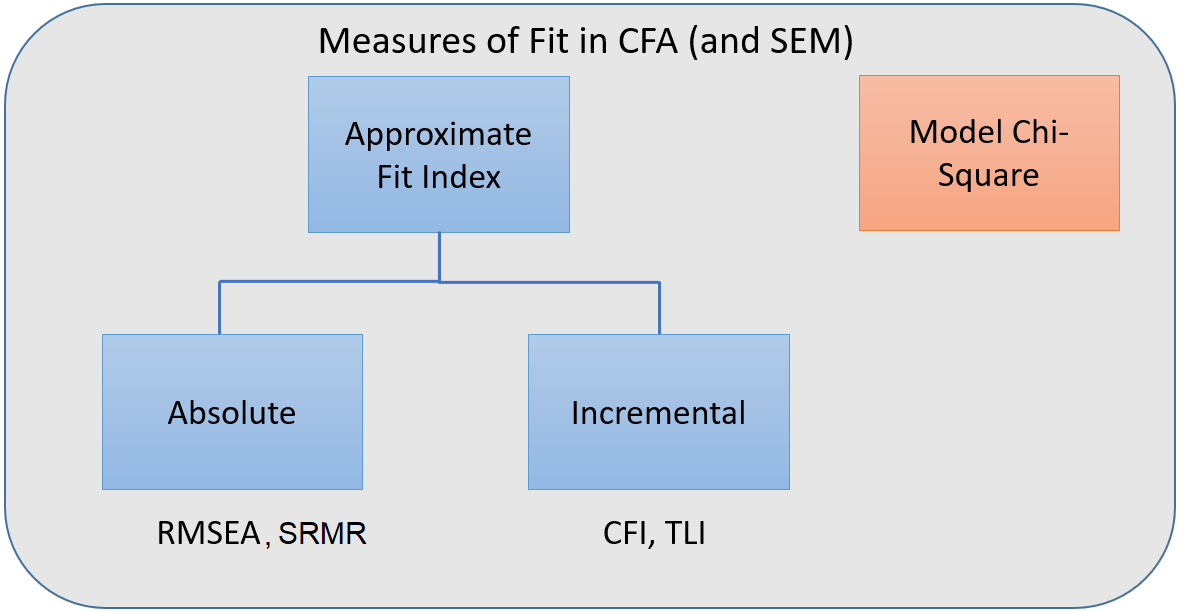 Measures of Fit in CFA (and SEM)
Approximate
Fit Index
Model Chi-
Square
Absolute
Incremental
RMSEA, SRMR
CFI, TLI